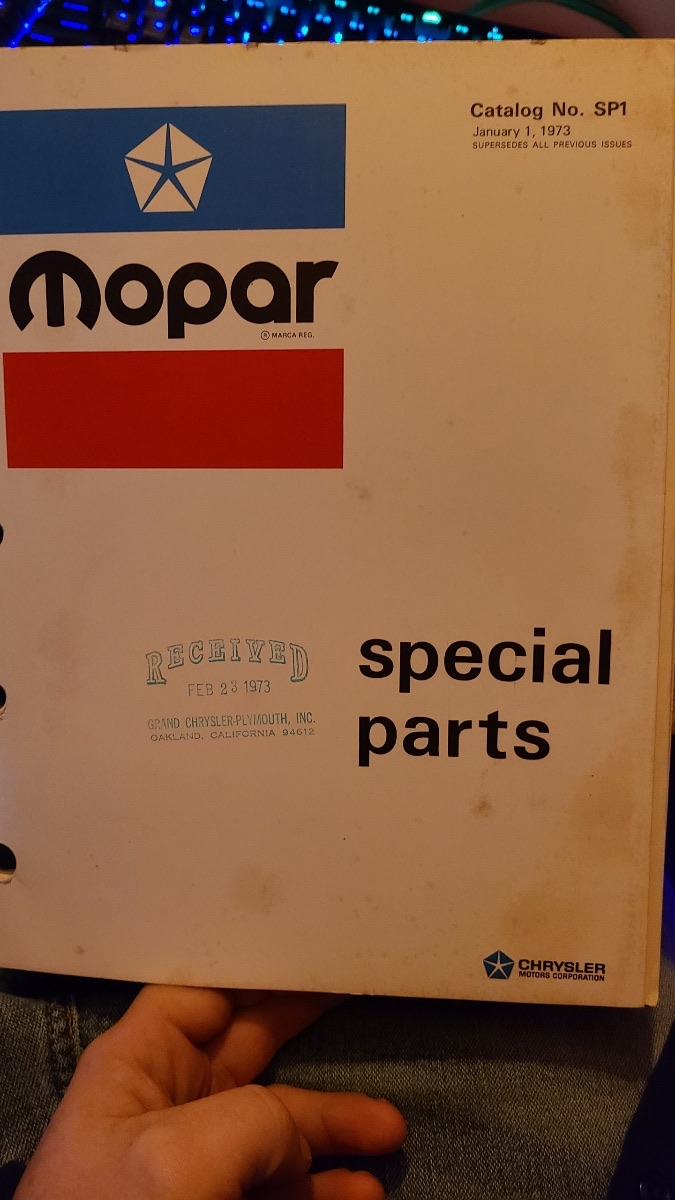 Catalog No. SP1
January 1, 1973
SUPERSEDES ALL PREVIOUS ISSUES
mopar
® MARCA REG.
RECEIVED
FEB 23 1973
GRAND CHRYSLER-PLYMOUTH, INC.
OAKLAND, CALIFORNIA 94612
special
parts
CHRYSLER
MOTORS CORPORATION